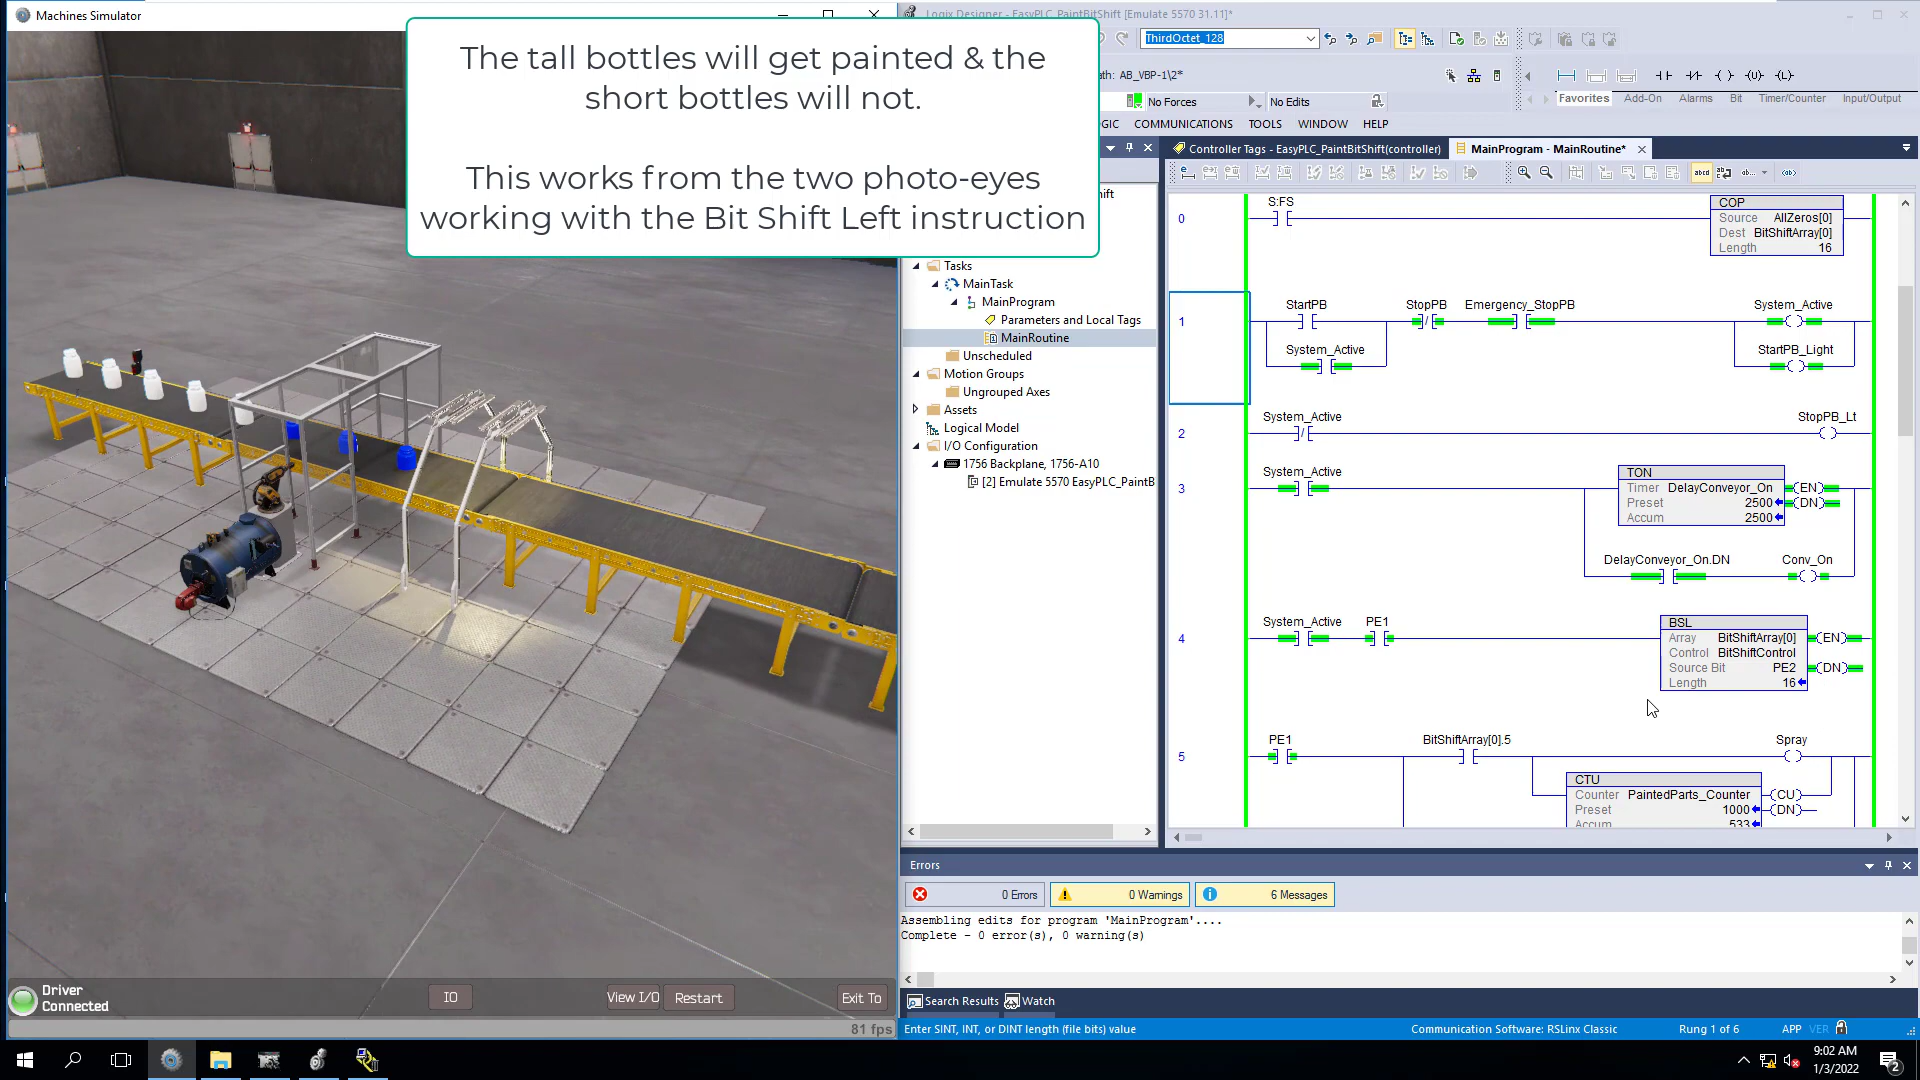 Machines Simulator
Logix Designer - EasyPLC_PaintBitShift [Emulate 5570 31.11]*
The tall bottles will get painted & the
short bottles will not.
This works from the two photo-eyes
working with the Bit Shift Left instruction
ThirdOctet_128
ath: AB_VBP-1\2*
No Forces
No Edits
Favorites Add-On Alarms Bit Timer/Counter Input/Output
GIC COMMUNICATIONS TOOLS WINDOW HELP
Controller Tags - EasyPLC_PaintBitShift(controller)
MainProgram - MainRoutine*
hift
Tasks
MainTask
MainProgram
Parameters and Local Tags
MainRoutine
Unscheduled
Motion Groups
Ungrouped Axes
Assets
Logical Model
I/O Configuration
1756 Backplane, 1756-A10
[2] Emulate 5570 EasyPLC_PaintB
0
S:FS
COP
Source AllZeros[0]
Dest BitShiftArray[0]
Length 16
1
StartPB StopPB Emergency_StopPB System_Active
System_Active StartPB_Light
2
System_Active StopPB_Lt
3
System_Active
TON
Timer DelayConveyor_On (EN)
Preset 2500 (DN)
Accum 2500
DelayConveyor_On.DN Conv_On
4
System_Active PE1
BSL
Array BitShiftArray[0] (EN)
Control BitShiftControl
Source Bit PE2 (DN)
Length 16
5
PE1 BitShiftArray[0].5 Spray
CTU
Counter PaintedParts_Counter (CU)
Preset 1000 (DN)
Accum 533
Errors
0 Errors
0 Warnings
6 Messages
Assembling edits for program 'MainProgram'....
Complete - 0 error(s), 0 warning(s)
Search Results Watch
Enter SINT, INT, or DINT length (file bits) value
Communication Software: RSLinx Classic
Rung 1 of 6
APP VER
Driver
Connected
IO
View I/O
Restart
Exit To
81 fps
9:02 AM
1/3/2022
2